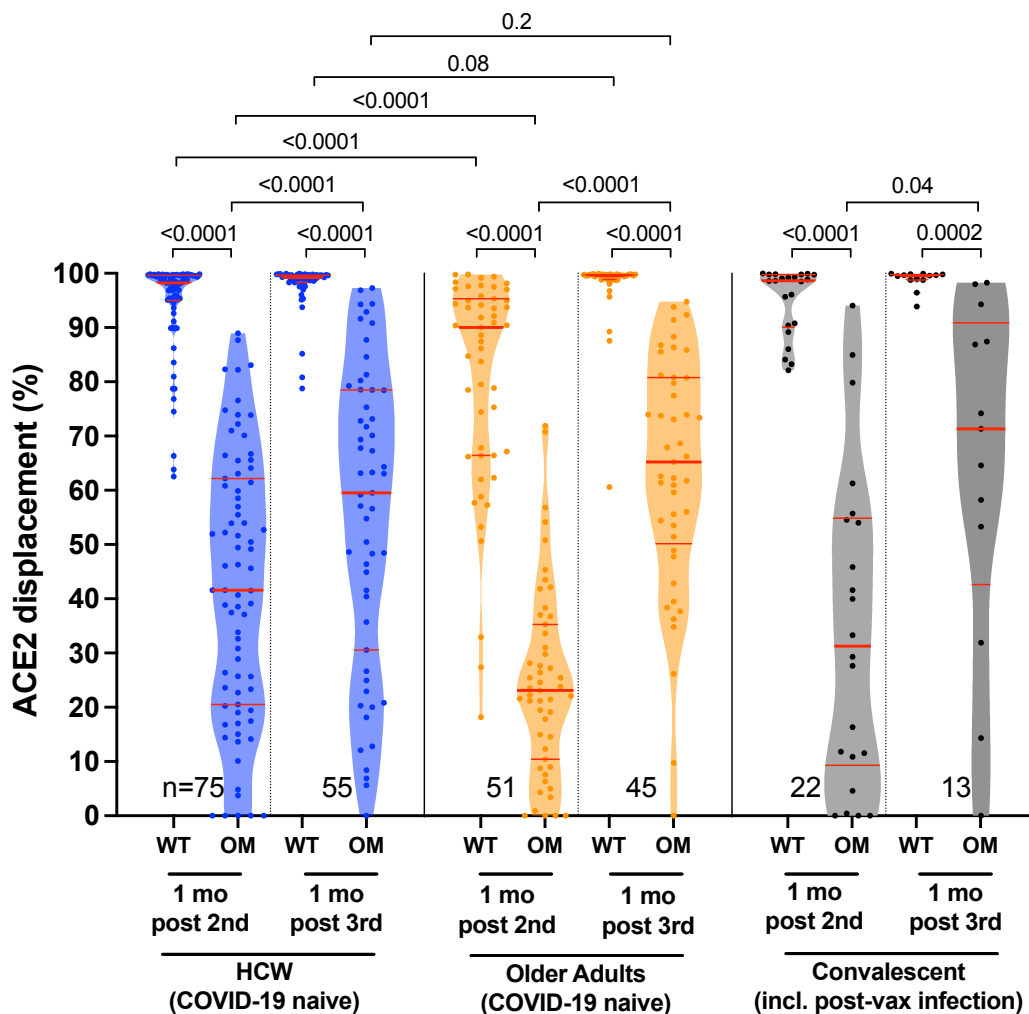 0.2
0.08
<0.0001
<0.0001
<0.0001 <0.0001 0.04
<0.0001 <0.0001 <0.0001 <0.0001 <0.0001 0.0002
ACE2 displacement (%)
100
90
80
70
60
50
40
30
20
10
0
n=75 55 51 45 22 13
WT OM WT OM WT OM WT OM WT OM WT OM
1 mo 1 mo 1 mo 1 mo 1 mo 1 mo
post 2nd post 3rd post 2nd post 3rd post 2nd post 3rd
HCW Older Adults Convalescent
(COVID-19 naive) (COVID-19 naive) (incl. post-vax infection)